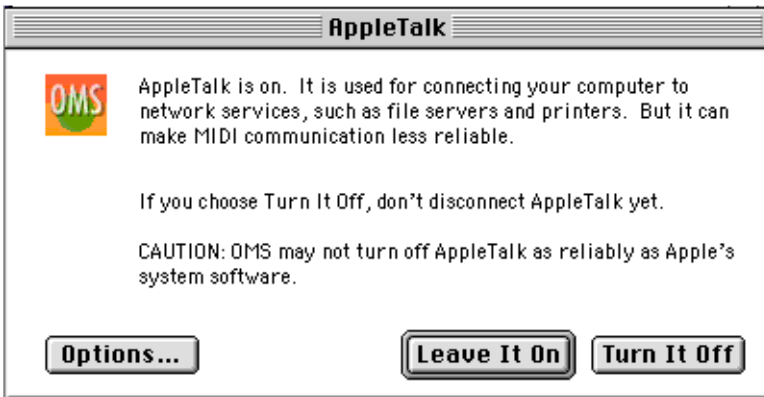 AppleTalk
OMS
AppleTalk is on. It is used for connecting your computer to
network services, such as file servers and printers. But it can
make MIDI communication less reliable.
If you choose Turn It Off, don't disconnect AppleTalk yet.
CAUTION: OMS may not turn off AppleTalk as reliably as Apple's
system software.
Options...
Leave It On
Turn It Off